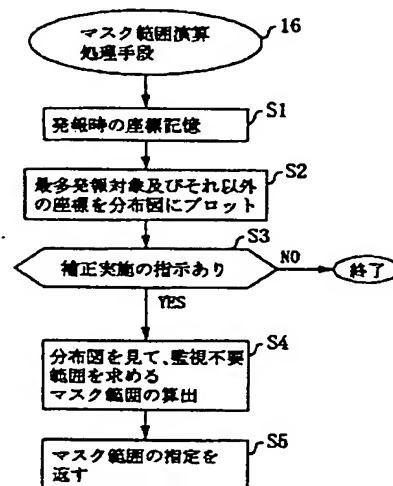 マスク範囲演算
処理手段
16
S1
発報時の座標記憶
S2
最多発報対象及びそれ以外
の座標を分布図にプロット
S3
補正実施の指示あり
NO
終了
YES
S4
分布図を見て、監視不要
範囲を求める
マスク範囲の算出
S5
マスク範囲の指定を
返す